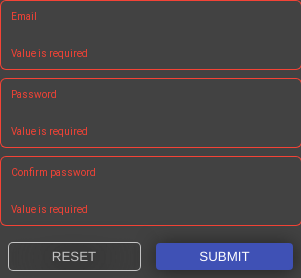 Email
Value is required
Password
Value is required
Confirm password
Value is required
RESET SUBMIT